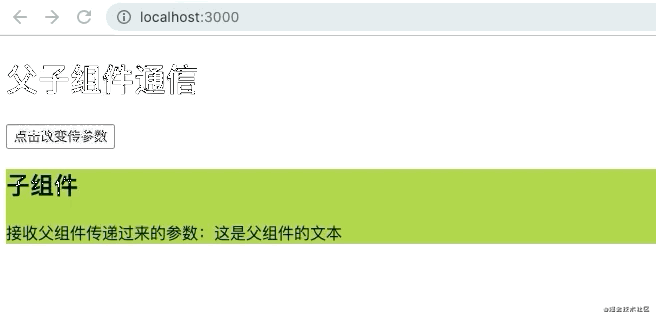 localhost:3000
父子组件通信
点击改变传参数
子组件
接收父组件传递过来的参数：这是父组件的文本
@稀土掘金技术社区